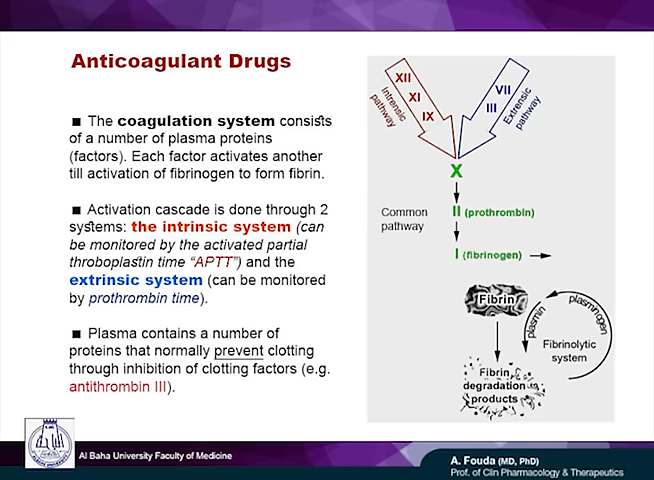 Anticoagulant Drugs
■ The coagulation system consists
of a number of plasma proteins
(factors). Each factor activates another
till activation of fibrinogen to form fibrin.
■ Activation cascade is done through 2
systems: the intrinsic system (can
be monitored by the activated partial
throboplastin time “APTT”) and the
extrinsic system (can be monitored
by prothrombin time).
■ Plasma contains a number of
proteins that normally prevent clotting
through inhibition of clotting factors (e.g.
antithrombin III).
XII
XI
IX
Intrensic
pathway
VII
III
Extrensic
pathway
X
Common
pathway
II (prothrombin)
I (fibrinogen)
Fibrin
plasmin
plasminogen
Fibrinolytic
system
Fibrin
degradation
products
Al Baha University Faculty of Medicine
A. Fouda (MD, PhD)
Prof. of Clin Pharmacology & Therapeutics